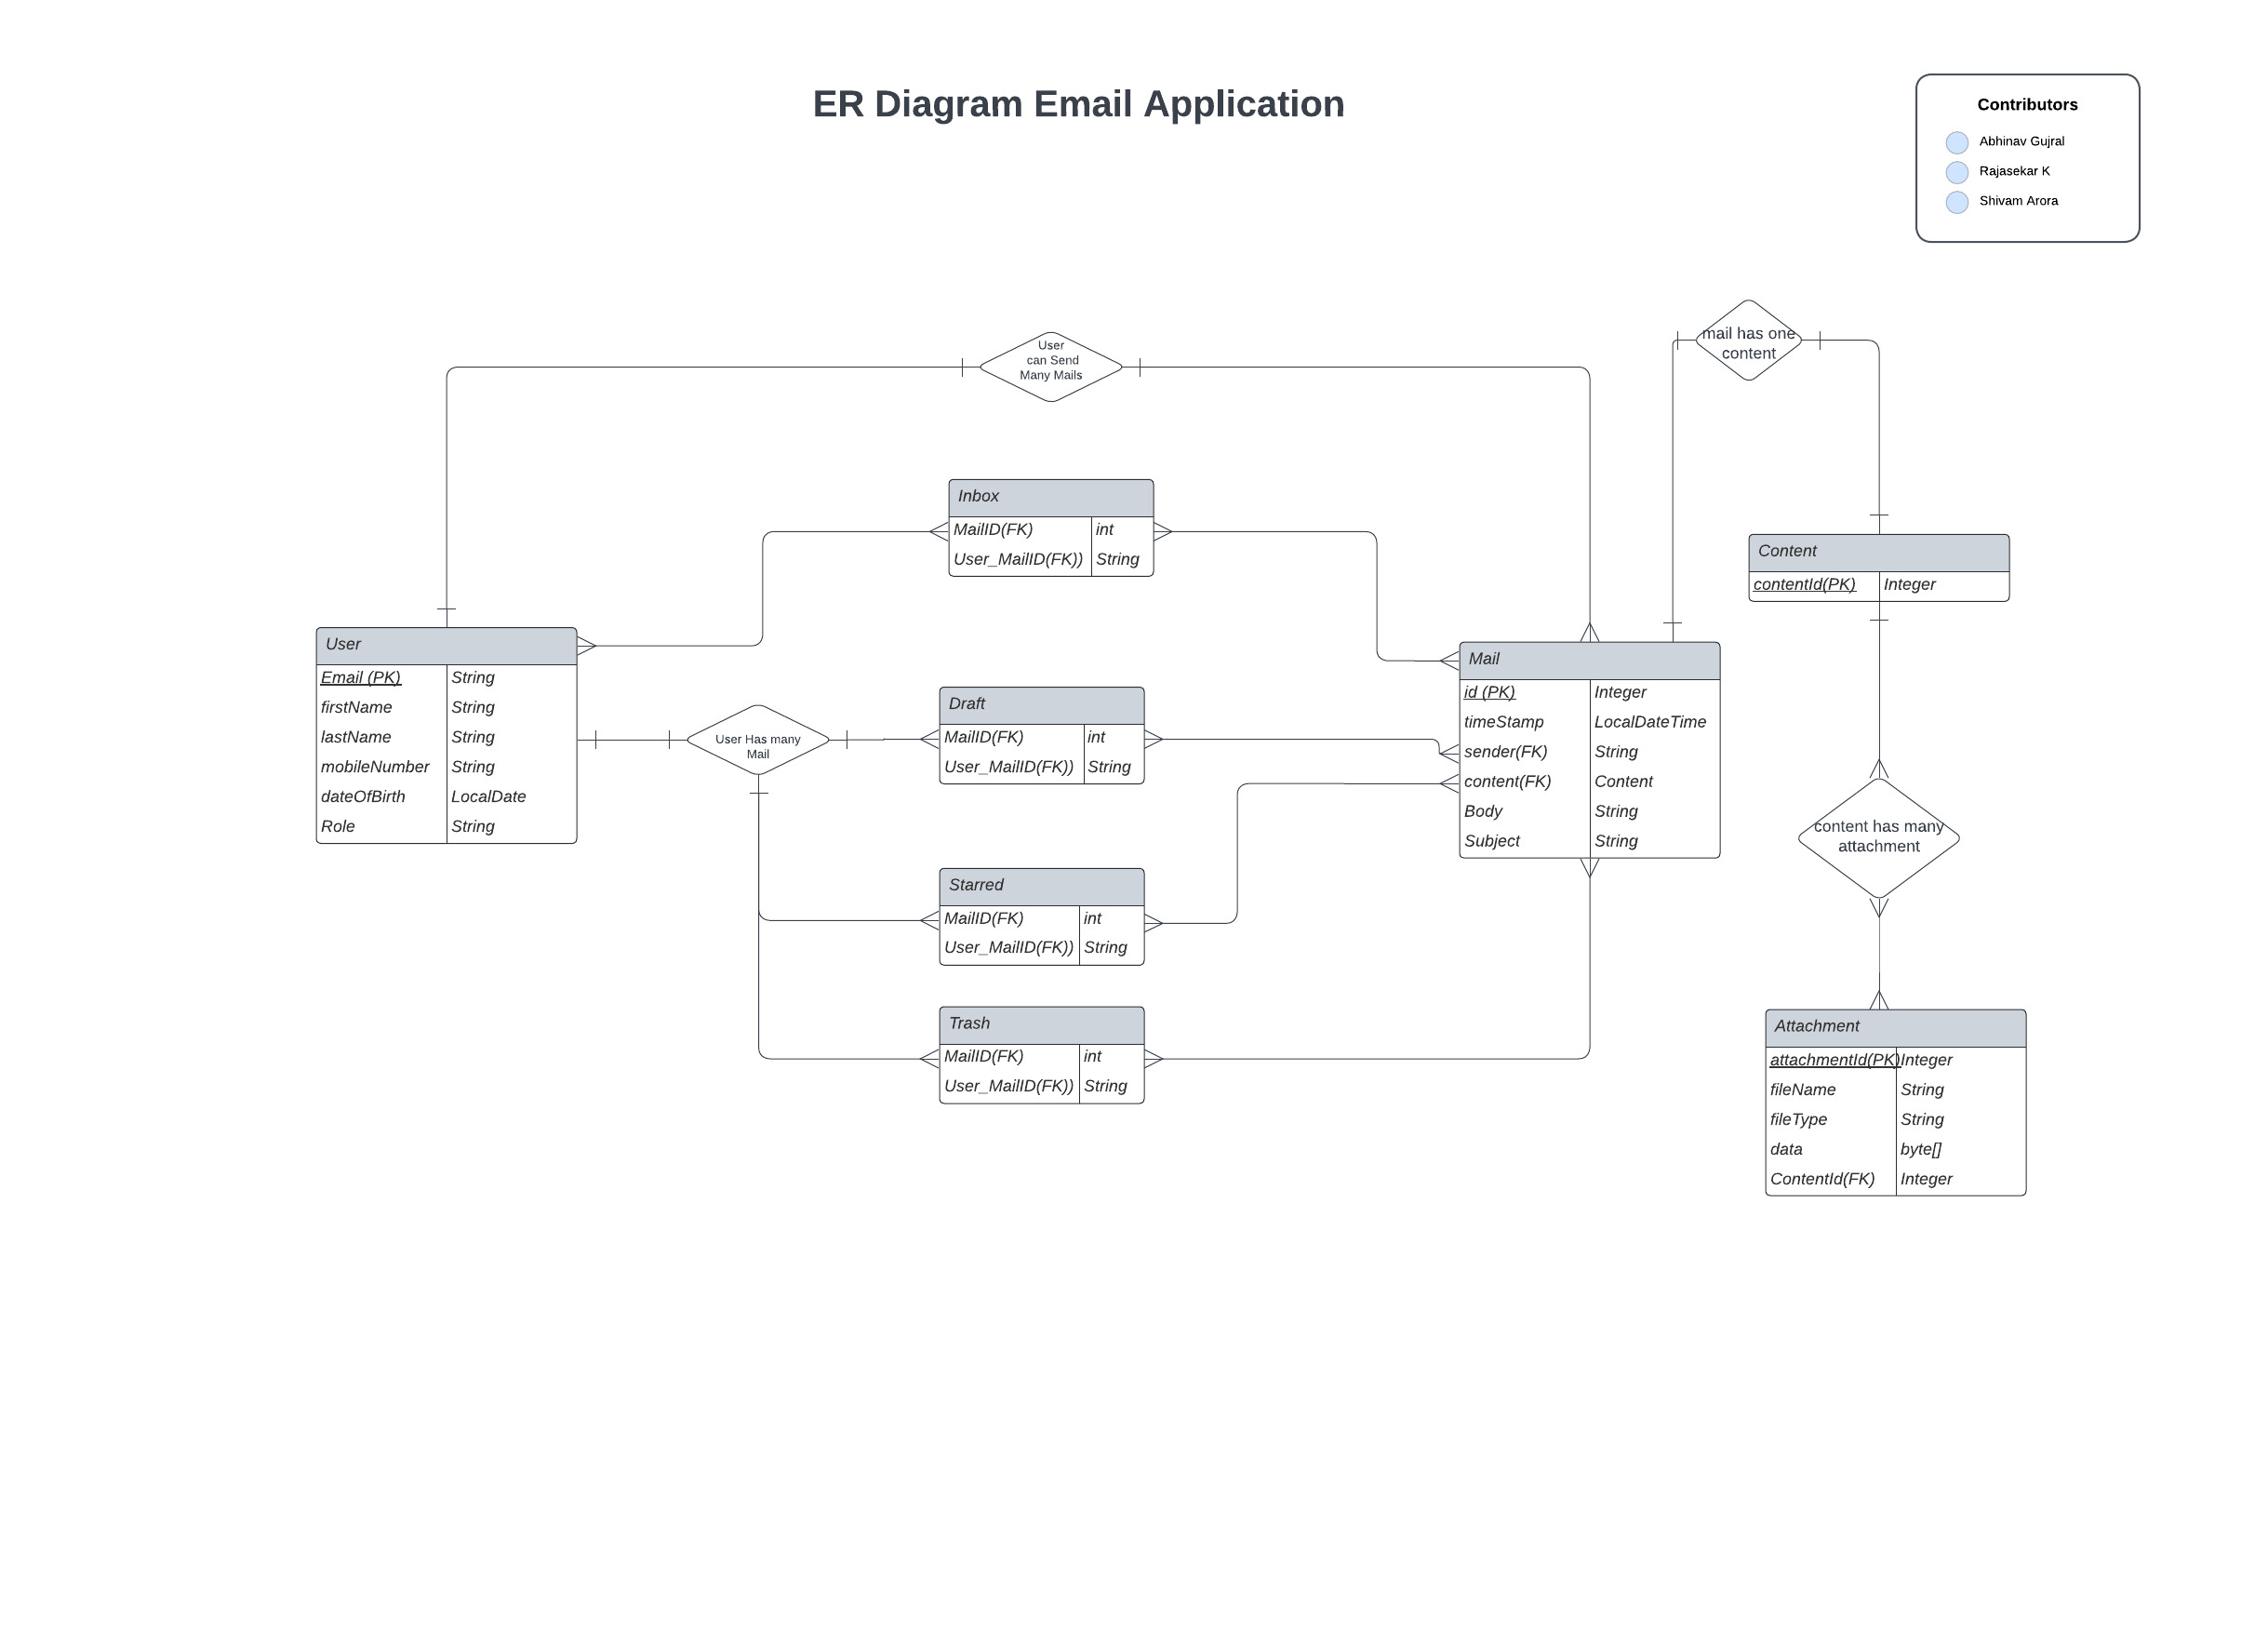 ER Diagram Email Application
Contributors
Abhinav Gujral
Rajasekar K
Shivam Arora
User
can Send
Many Mails
mail has one
content
Inbox
MailID(FK) int
User_MailID(FK)) String
Content
contentId(PK) Integer
User
Email (PK) String
firstName String
lastName String
mobileNumber String
dateOfBirth LocalDate
Role String
User Has many
Mail
Draft
MailID(FK) int
User_MailID(FK)) String
Mail
id (PK) Integer
timeStamp LocalDateTime
sender(FK) String
content(FK) Content
Body String
Subject String
content has many
attachment
Starred
MailID(FK) int
User_MailID(FK)) String
Trash
MailID(FK) int
User_MailID(FK)) String
Attachment
attachmentId(PK) Integer
fileName String
fileType String
data byte[]
ContentId(FK) Integer